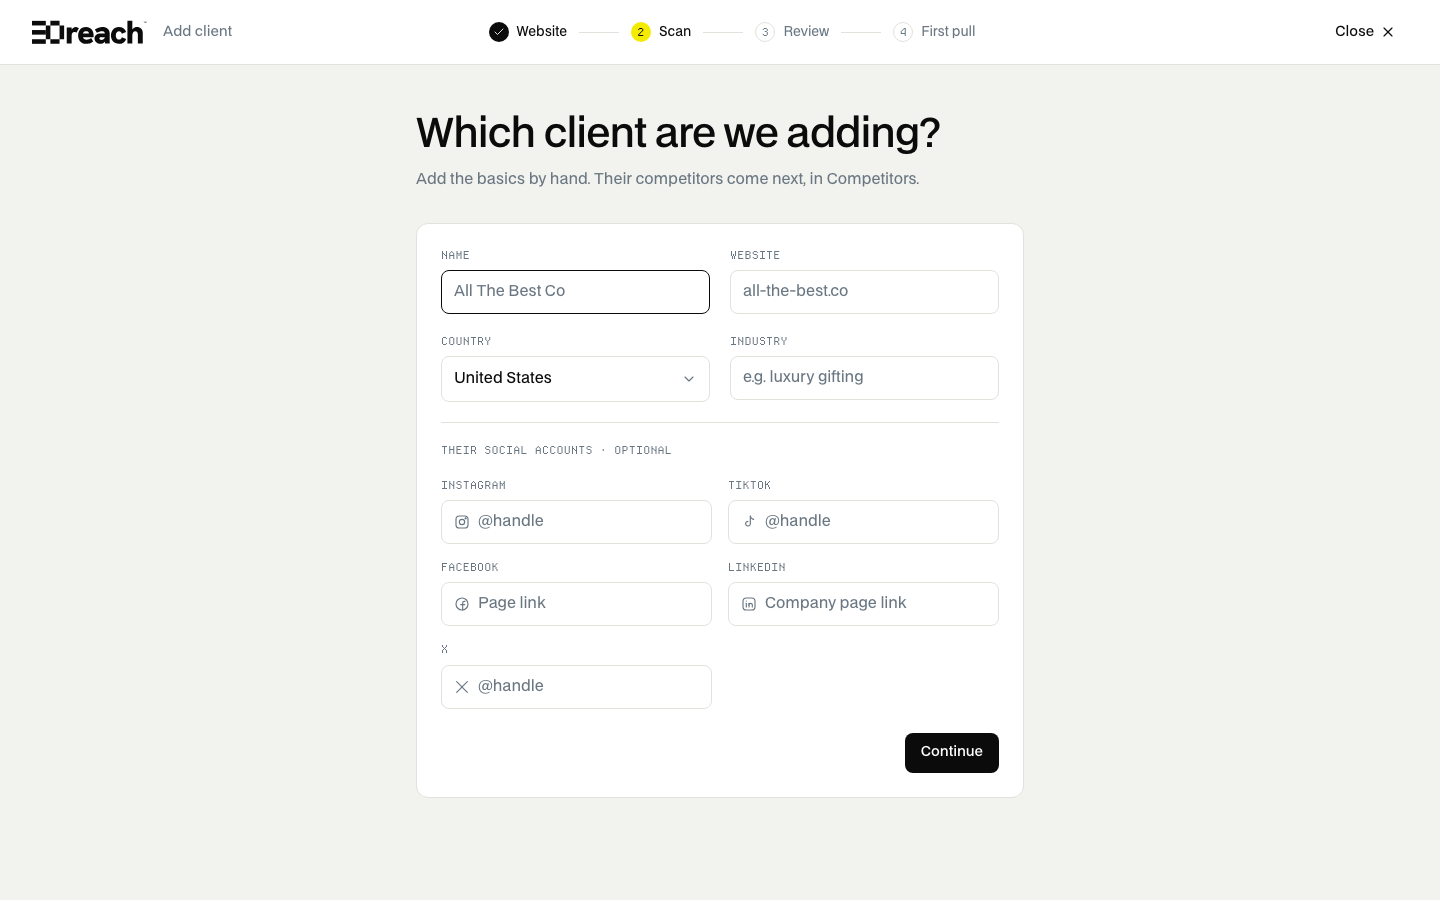 reach
Add client
Website
2 Scan
3 Review
4 First pull
Close
Which client are we adding?
Add the basics by hand. Their competitors come next, in Competitors.
NAME
WEBSITE
All The Best Co
all-the-best.co
COUNTRY
INDUSTRY
United States
e.g. luxury gifting
THEIR SOCIAL ACCOUNTS · OPTIONAL
INSTAGRAM
TIKTOK
@handle
@handle
FACEBOOK
LINKEDIN
Page link
Company page link
X
@handle
Continue